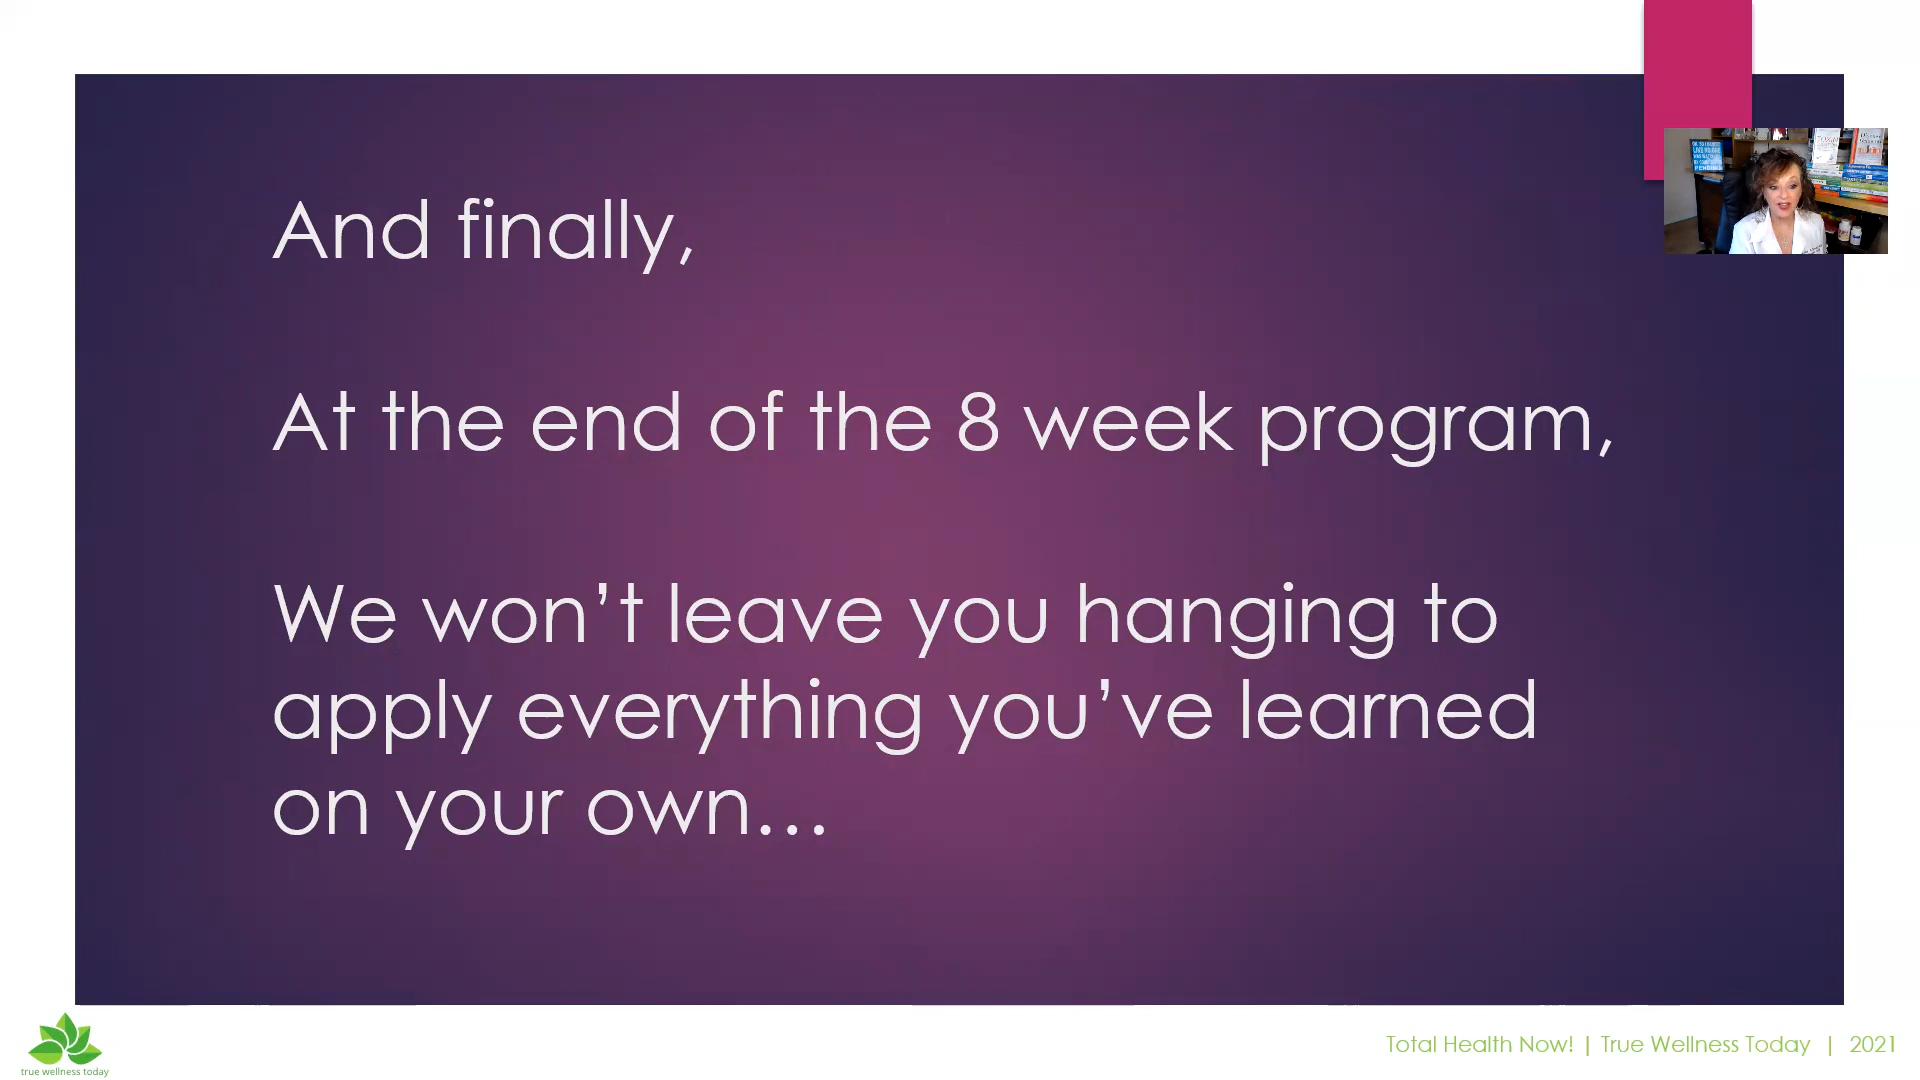 And finally,
At the end of the 8 week program,
We won’t leave you hanging to
apply everything you’ve learned
on your own…
true wellness today
Total Health Now! | True Wellness Today | 2021